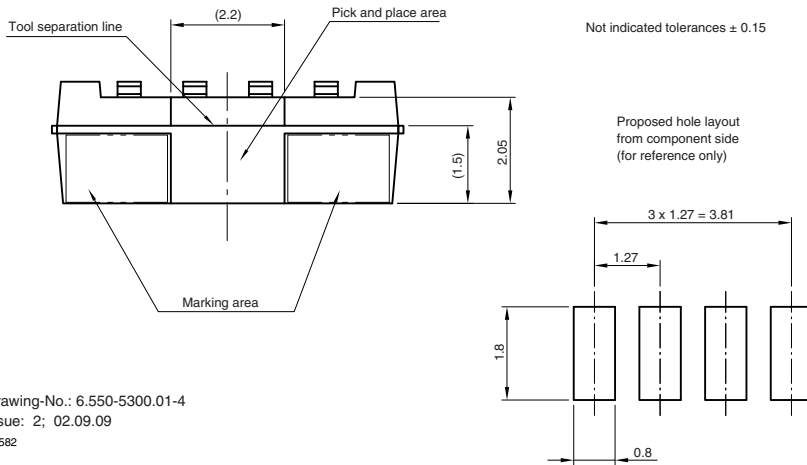 Tool separation line
(2.2)
Pick and place area
Not indicated tolerances ± 0.15
(1.5)
2.05
Proposed hole layout
from component side
(for reference only)
3 x 1.27 = 3.81
1.27
Marking area
1.8
rawing-No.: 6.550-5300.01-4
sue: 2; 02.09.09
582
0.8